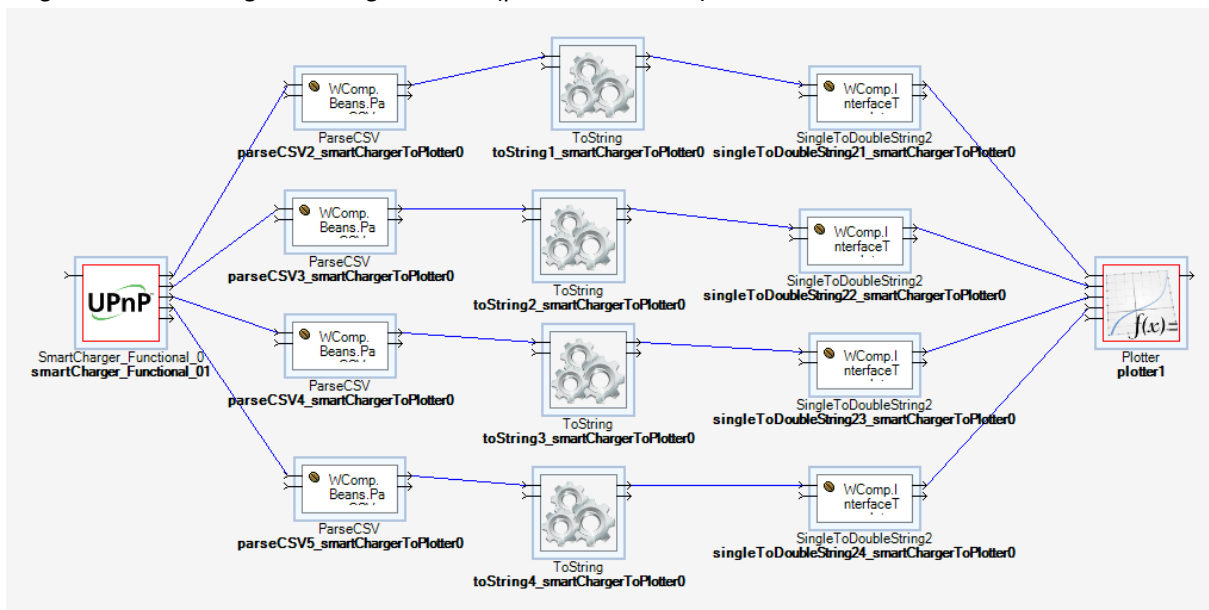 WComp.
Beans.Pa
ParseCSV
parseCSV2_smartChargerToPlotter0
ToString
toString1_smartChargerToPlotter0
WComp.I
nterfaceT
SingleToDoubleString2
singleToDoubleString21_smartChargerToPlotter0
WComp.
Beans.Pa
ParseCSV
parseCSV3_smartChargerToPlotter0
ToString
toString2_smartChargerToPlotter0
WComp.I
nterfaceT
SingleToDoubleString2
singleToDoubleString22_smartChargerToPlotter0
UPnP
SmartCharger_Functional_0
smartCharger_Functional_01
WComp.
Beans.Pa
ParseCSV
parseCSV4_smartChargerToPlotter0
ToString
toString3_smartChargerToPlotter0
WComp.I
nterfaceT
SingleToDoubleString2
singleToDoubleString23_smartChargerToPlotter0
f(x)=
Plotter
plotter1
WComp.
Beans.Pa
ParseCSV
parseCSV5_smartChargerToPlotter0
ToString
toString4_smartChargerToPlotter0
WComp.I
nterfaceT
SingleToDoubleString2
singleToDoubleString24_smartChargerToPlotter0